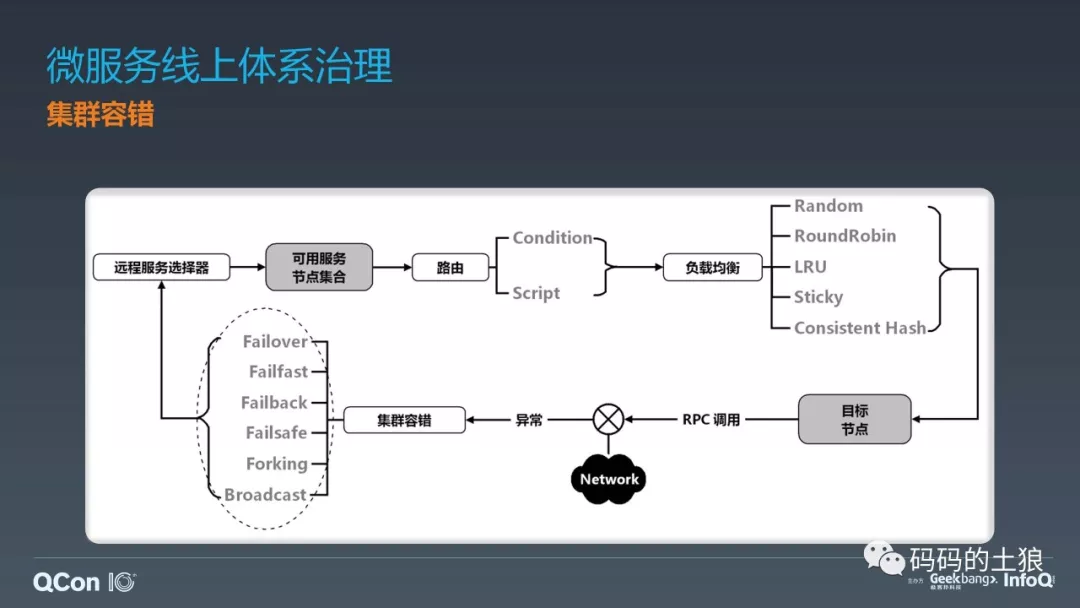 微服务线上体系治理
集群容错
远程服务选择器
可用服务
节点集合
路由
Condition
Script
负载均衡
Random
RoundRobin
LRU
Sticky
Consistent Hash
目标
节点
RPC 调用
Network
异常
集群容错
Failover
Failfast
Failback
Failsafe
Forking
Broadcast
QCon 10+
码码的土狼
主办方 Geekbang> InfoQ
极客邦科技